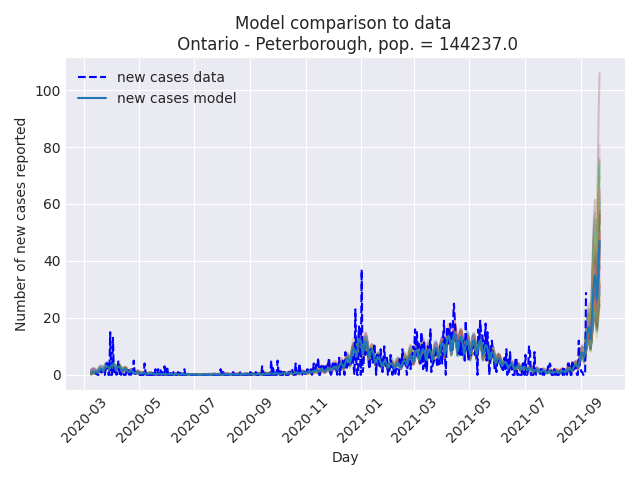 Model comparison to data
Ontario - Peterborough, pop. = 144237.0
new cases data
new cases model
Number of new cases reported
100
80
60
40
20
0
2020-03
2020-05
2020-07
2020-09
2020-11
2021-01
2021-03
2021-05
2021-07
2021-09
Day